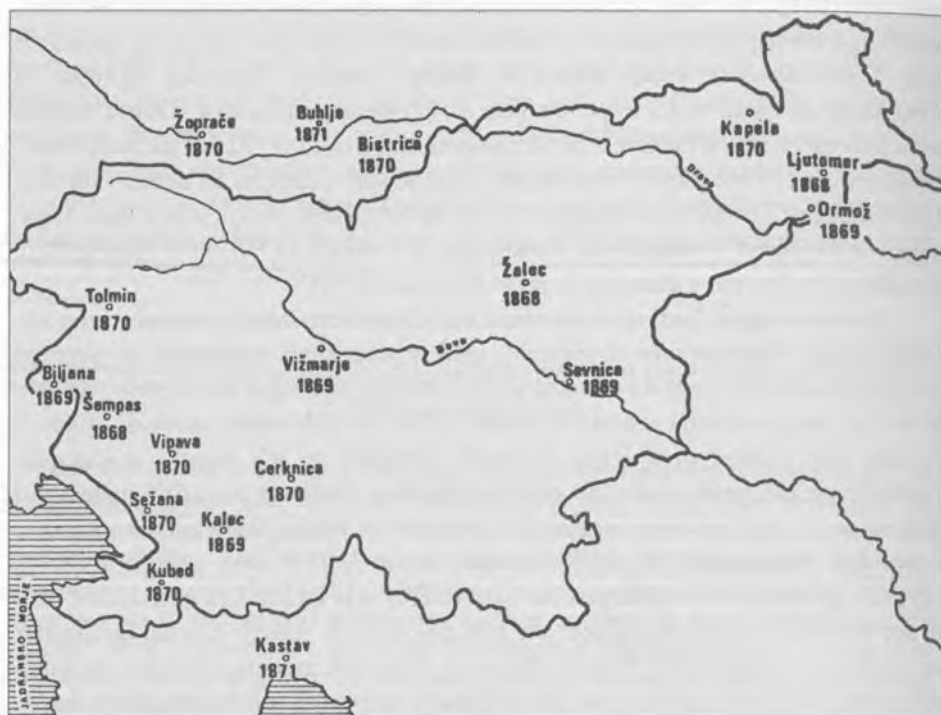 Žoprače
1870
Buhlje
1871
Bistrica
1870
Kapela
1870
Ljutomer
1868
Ormož
1869
Drava
Žalec
1868
Tolmin
1870
Vižmarje
1869
Sava
Sevnica
1869
Biljana
1869
Šempas
1868
Vipava
1870
Cerknica
1870
Sežana
1870
Kalec
1869
Kubed
1870
Kastav
1871
JADRANSKO MORJE